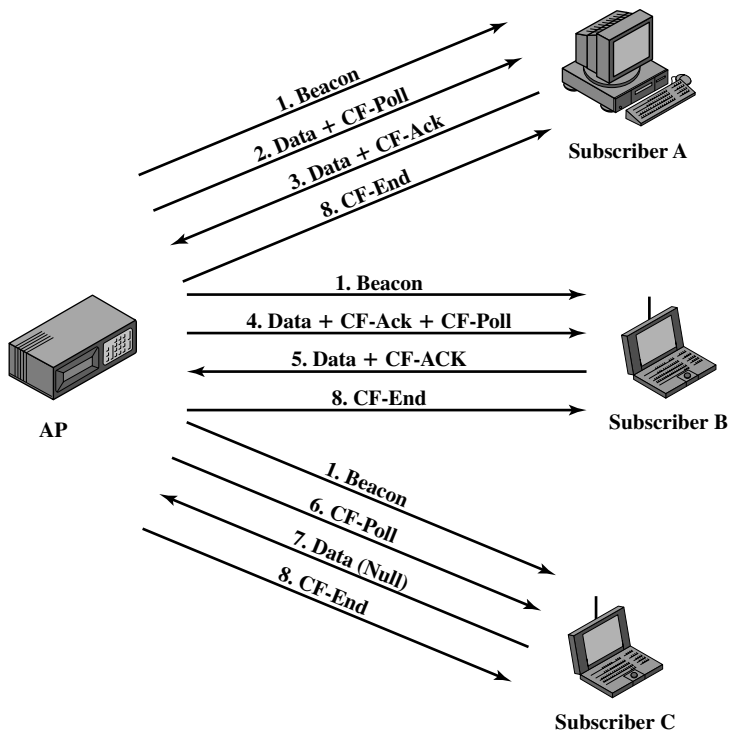 1. Beacon
2. Data + CF-Poll
3. Data + CF-Ack
8. CF-End
Subscriber A
1. Beacon
4. Data + CF-Ack + CF-Poll
5. Data + CF-ACK
8. CF-End
Subscriber B
AP
1. Beacon
6. CF-Poll
7. Data (Null)
8. CF-End
Subscriber C